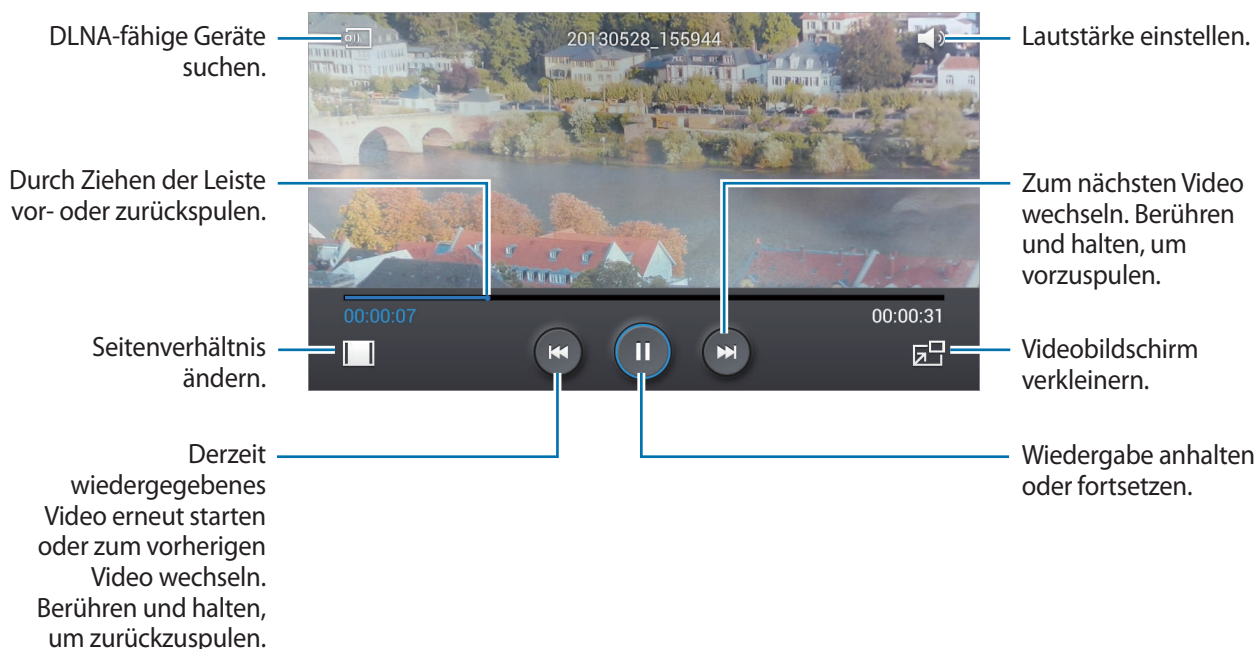 DLNA-fähige Geräte
suchen.
20130528_155944
Lautstärke einstellen.
Durch Ziehen der Leiste
vor- oder zurückspulen.
Zum nächsten Video
wechseln. Berühren
und halten, um
vorzuspulen.
00:00:07
00:00:31
Seitenverhältnis
ändern.
Videobildschirm
verkleinern.
Derzeit
wiedergegebenes
Video erneut starten
oder zum vorherigen
Video wechseln.
Berühren und halten,
um zurückzuspulen.
Wiedergabe anhalten
oder fortsetzen.